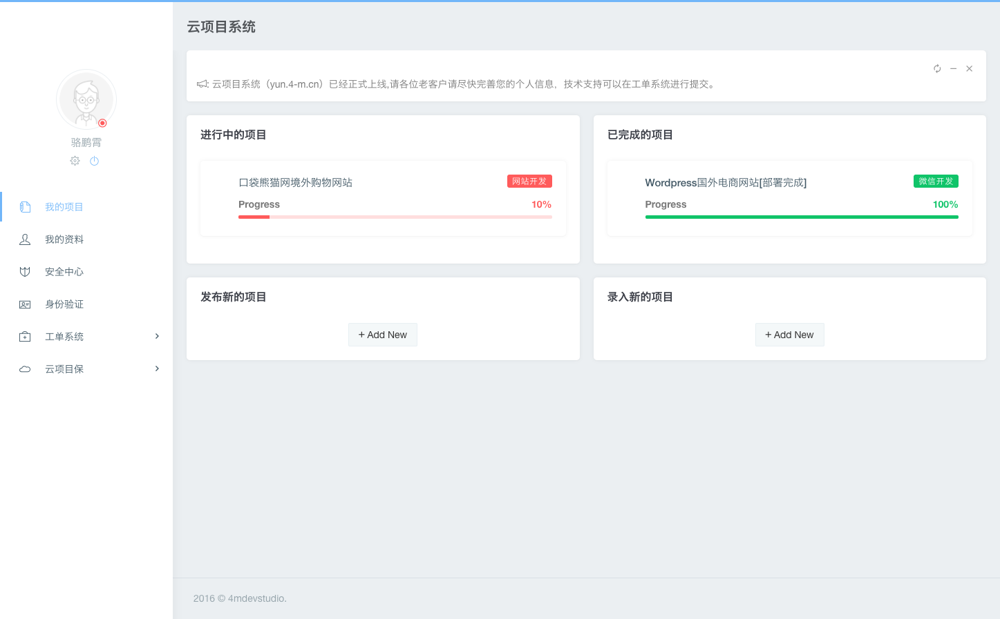 云项目系统
: 云项目系统（yun.4-m.cn）已经正式上线,请各位老客户请尽快完善您的个人信息，技术支持可以在工单系统进行提交。
骆鹏霄
我的项目
我的资料
安全中心
身份验证
工单系统
云项目保
进行中的项目
口袋熊猫网境外购物网站
网站开发
Progress
10%
已完成的项目
Wordpress国外电商网站[部署完成]
微信开发
Progress
100%
发布新的项目
+ Add New
录入新的项目
+ Add New
2016 © 4mdevstudio.